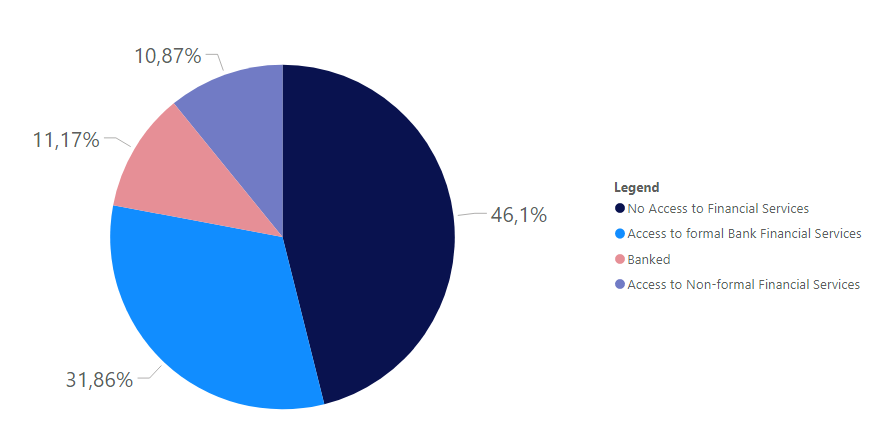 10,87%
11,17%
46,1%
31,86%
Legend
No Access to Financial Services
Access to formal Bank Financial Services
Banked
Access to Non-formal Financial Services